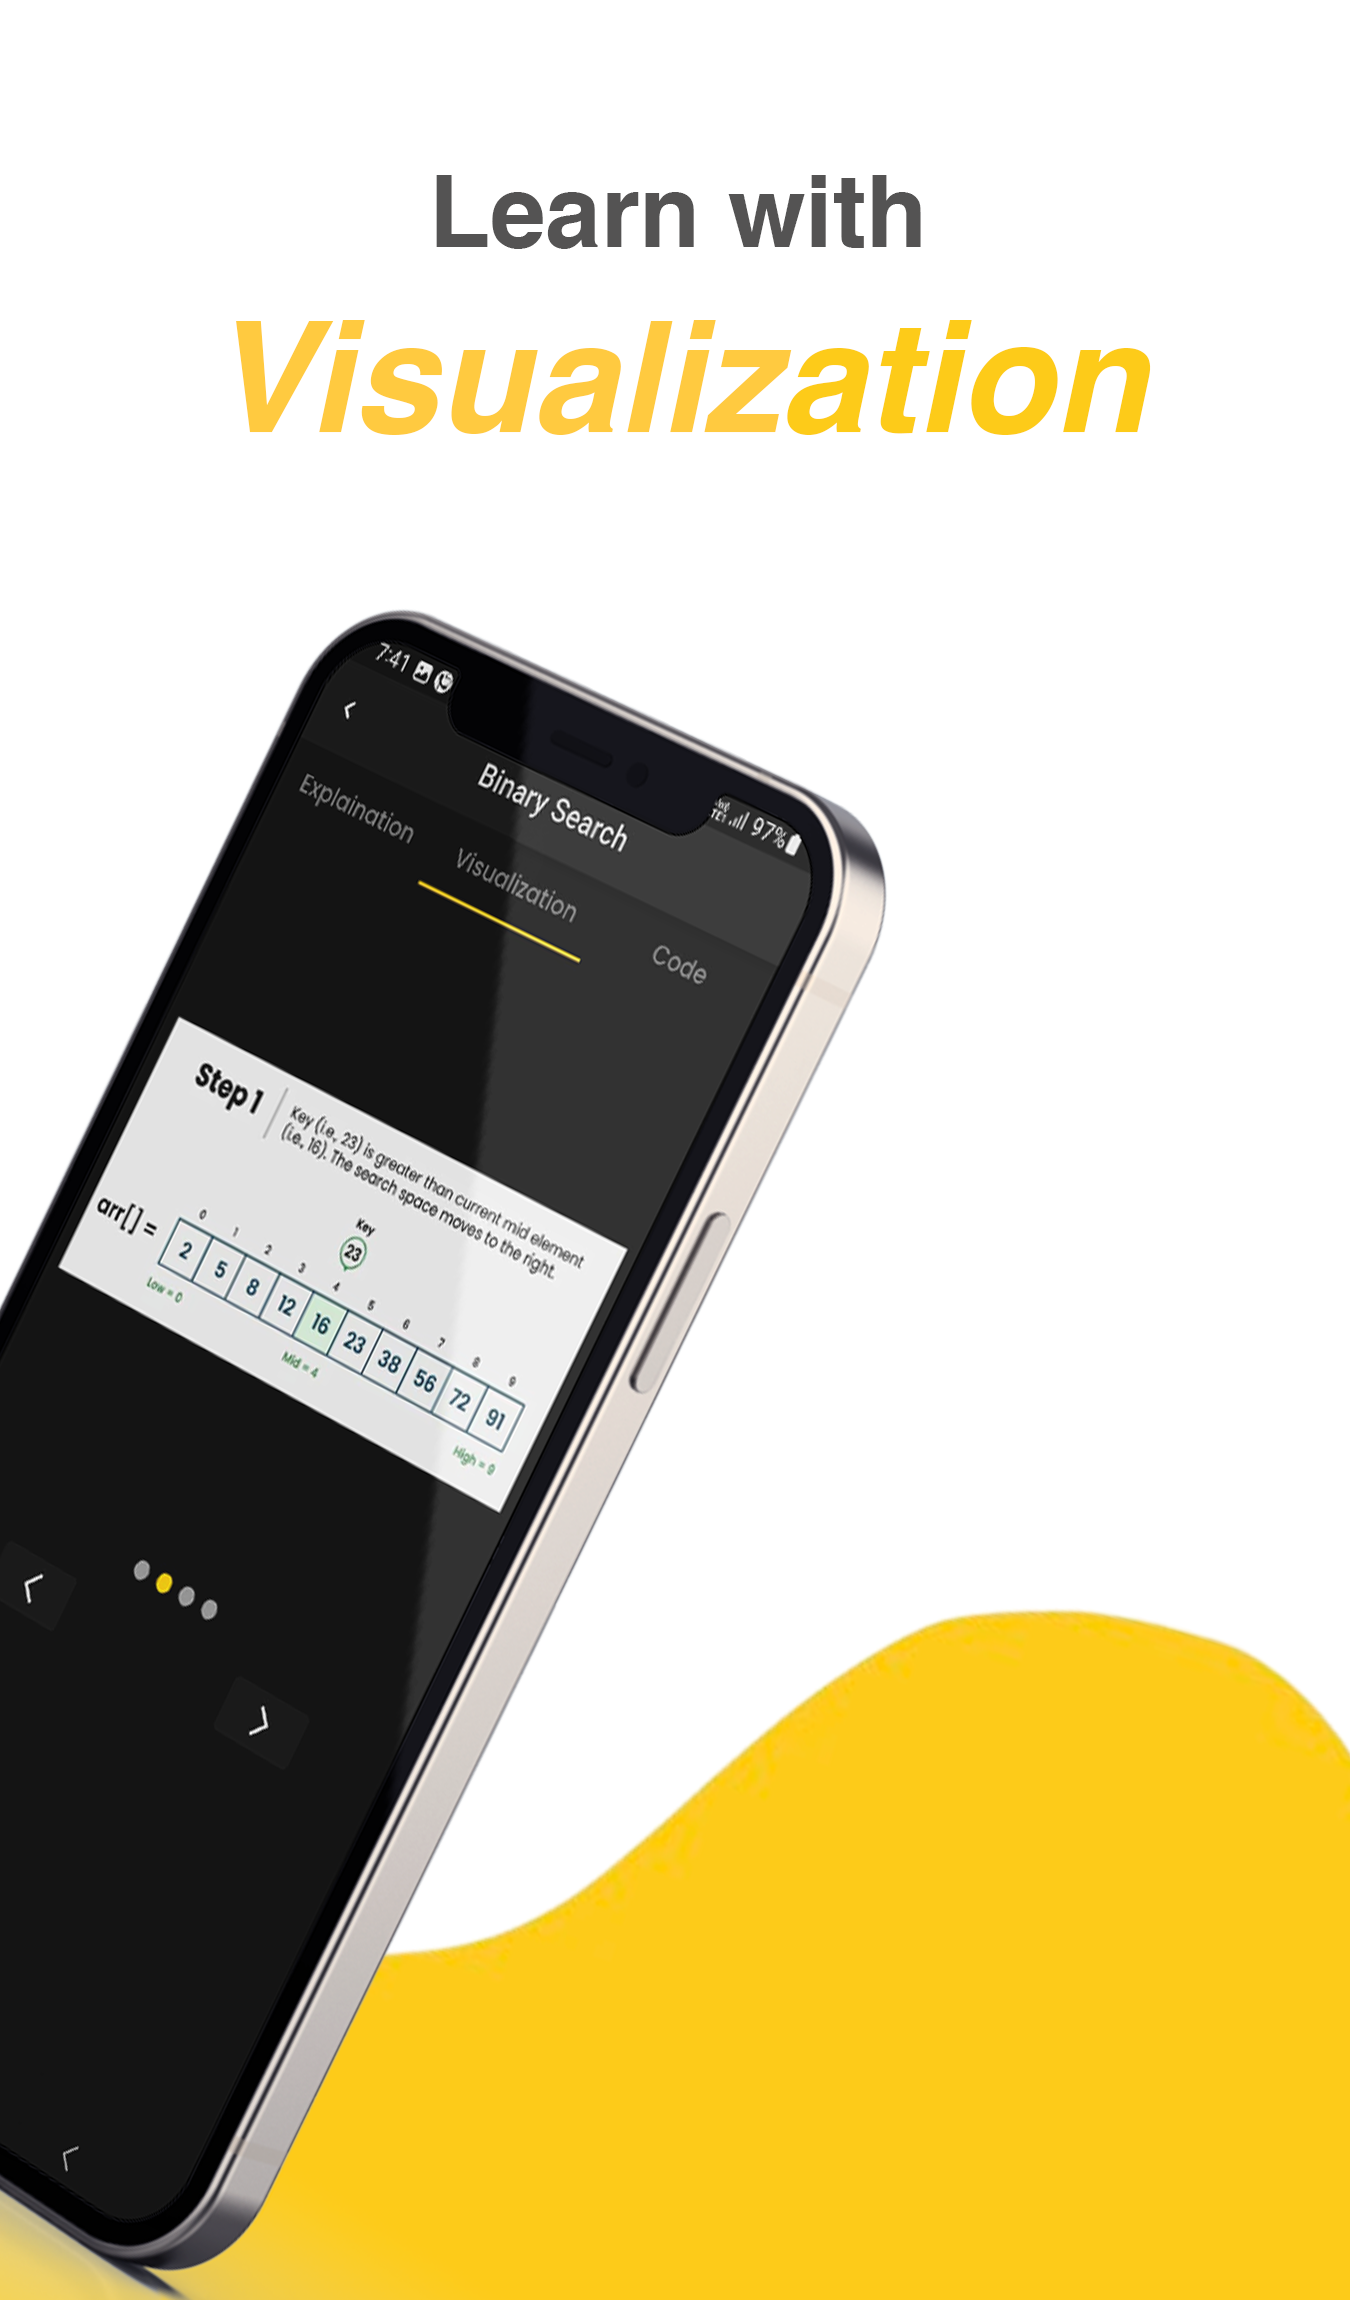 Learn with
Visualization
7:41
97%
Binary Search
Explaination
Visualization
Code
Step 1
Key (i.e., 23) is greater than current mid element
(i.e., 16). The search space moves to the right.
Key
23
0 1 2 3 4 5 6 7 8 9
arr[] = 2 5 8 12 16 23 38 56 72 91
Low = 0
Mid = 4
High = 9